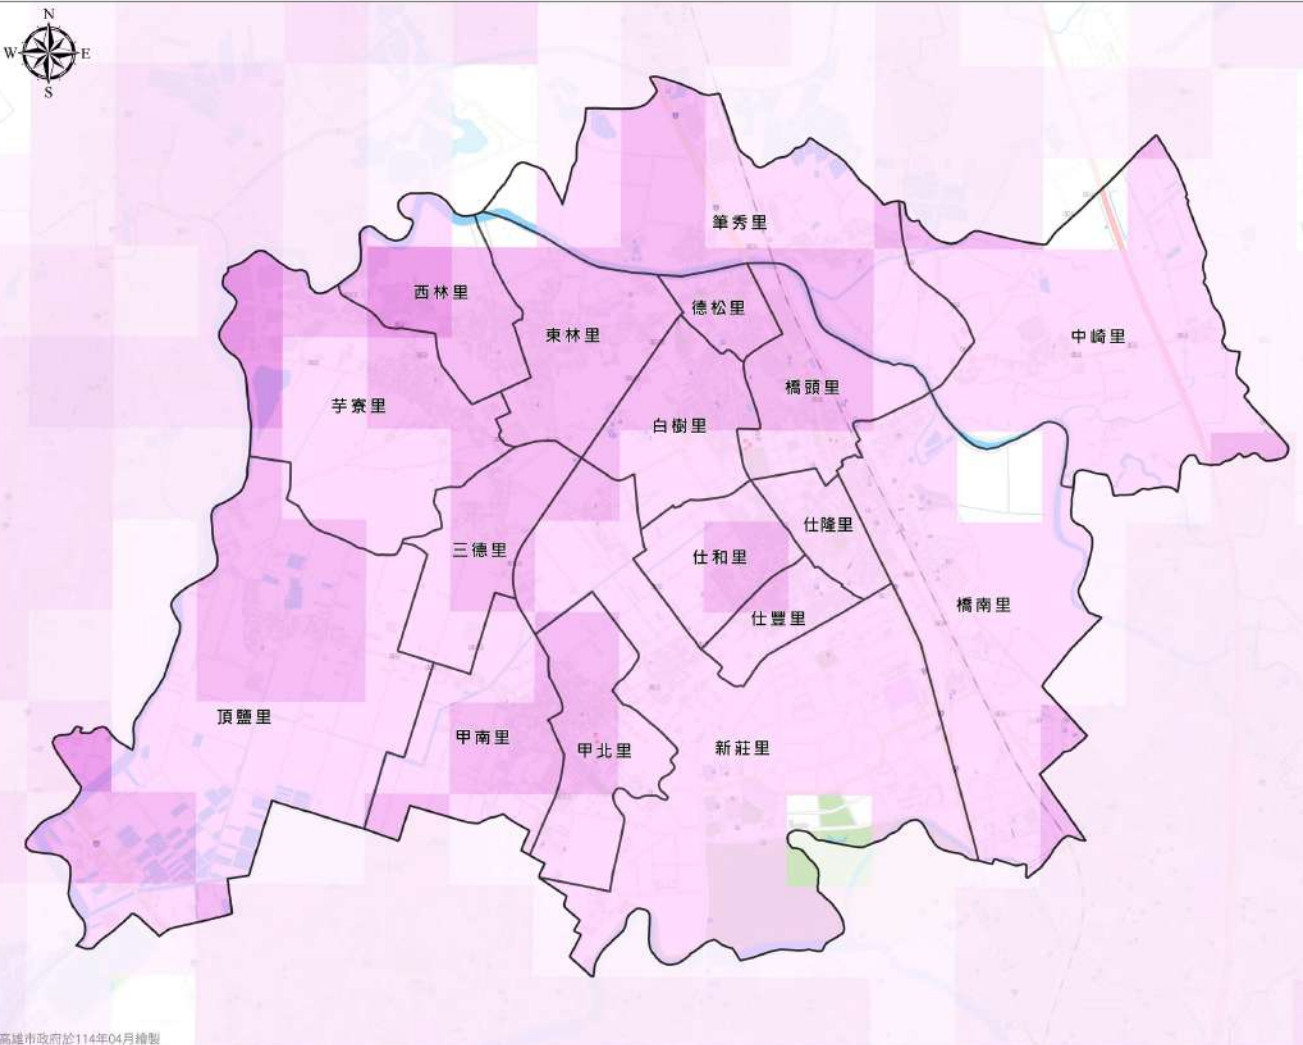 N
W E
S
筆秀里
西林里
德松里
東林里
中崎里
橋頭里
芋寮里
白樹里
仕隆里
三德里
仕和里
橋南里
仕豐里
頂鹽里
甲南里
甲北里
新莊里
高雄市政府於114年04月繪製